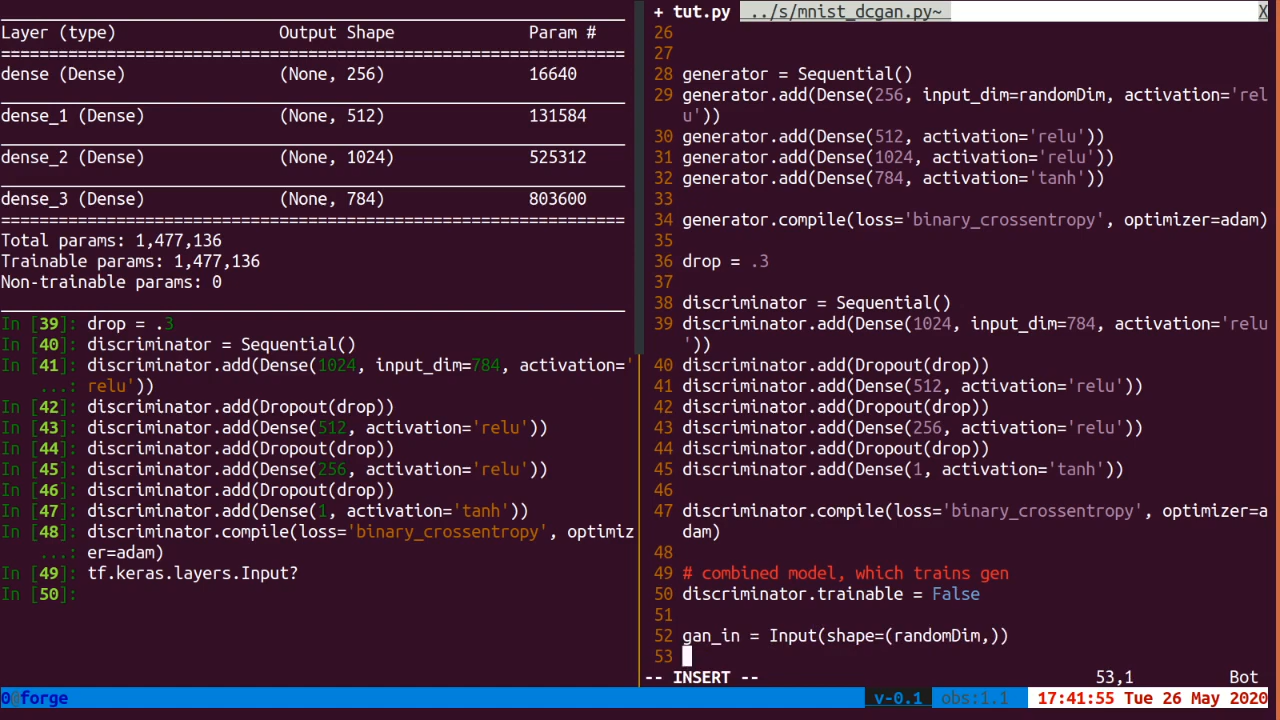 Layer (type) Output Shape Param #
=================================================================
dense (Dense) (None, 256) 16640
dense_1 (Dense) (None, 512) 131584
dense_2 (Dense) (None, 1024) 525312
dense_3 (Dense) (None, 784) 803600
=================================================================
Total params: 1,477,136
Trainable params: 1,477,136
Non-trainable params: 0
In [39]: drop = .3
In [40]: discriminator = Sequential()
In [41]: discriminator.add(Dense(1024, input_dim=784, activation='
...: relu'))
In [42]: discriminator.add(Dropout(drop))
In [43]: discriminator.add(Dense(512, activation='relu'))
In [44]: discriminator.add(Dropout(drop))
In [45]: discriminator.add(Dense(256, activation='relu'))
In [46]: discriminator.add(Dropout(drop))
In [47]: discriminator.add(Dense(1, activation='tanh'))
In [48]: discriminator.compile(loss='binary_crossentropy', optimiz
...: er=adam)
In [49]: tf.keras.layers.Input?
In [50]:
+ tut.py ../s/mnist_dcgan.py~ X
26
27
28 generator = Sequential()
29 generator.add(Dense(256, input_dim=randomDim, activation='rel
u'))
30 generator.add(Dense(512, activation='relu'))
31 generator.add(Dense(1024, activation='relu'))
32 generator.add(Dense(784, activation='tanh'))
33
34 generator.compile(loss='binary_crossentropy', optimizer=adam)
35
36 drop = .3
37
38 discriminator = Sequential()
39 discriminator.add(Dense(1024, input_dim=784, activation='relu
'))
40 discriminator.add(Dropout(drop))
41 discriminator.add(Dense(512, activation='relu'))
42 discriminator.add(Dropout(drop))
43 discriminator.add(Dense(256, activation='relu'))
44 discriminator.add(Dropout(drop))
45 discriminator.add(Dense(1, activation='tanh'))
46
47 discriminator.compile(loss='binary_crossentropy', optimizer=a
dam)
48
49 # combined model, which trains gen
50 discriminator.trainable = False
51
52 gan_in = Input(shape=(randomDim,))
53
-- INSERT -- 53,1 Bot
0@forge v-0.1 obs:1.1 17:41:55 Tue 26 May 2020